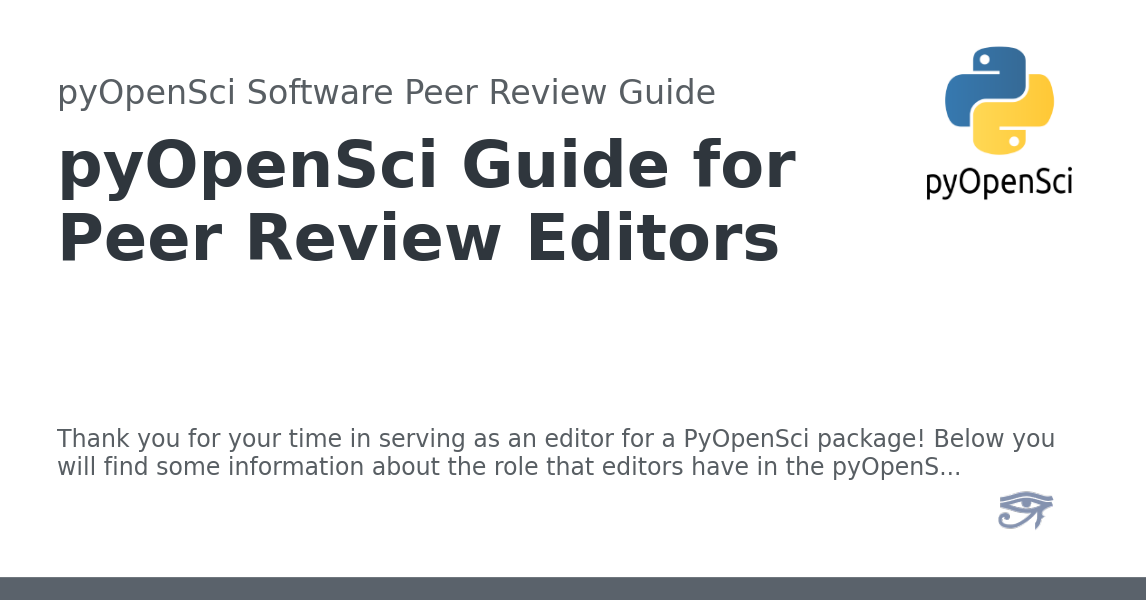 pyOpenSci Software Peer Review Guide
pyOpenSci Guide for
Peer Review Editors
pyOpenSci
Thank you for your time in serving as an editor for a PyOpenSci package! Below you
will find some information about the role that editors have in the pyOpenS...